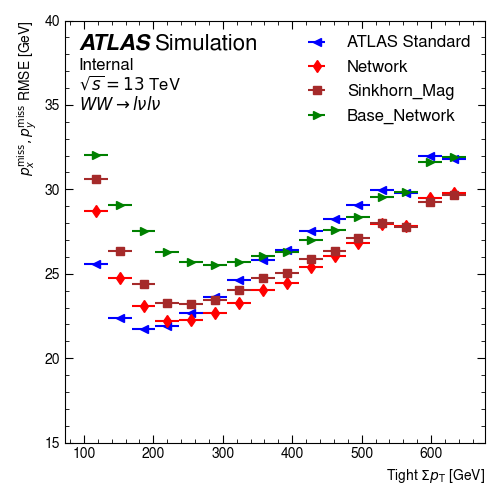 ATLAS Simulation
Internal
√s = 13 TeV
WW → lνlν
ATLAS Standard
Network
Sinkhorn_Mag
Base_Network
p_x^miss, p_y^miss RMSE [GeV]
40
35
30
25
20
15
100 200 300 400 500 600
Tight Σp_T [GeV]